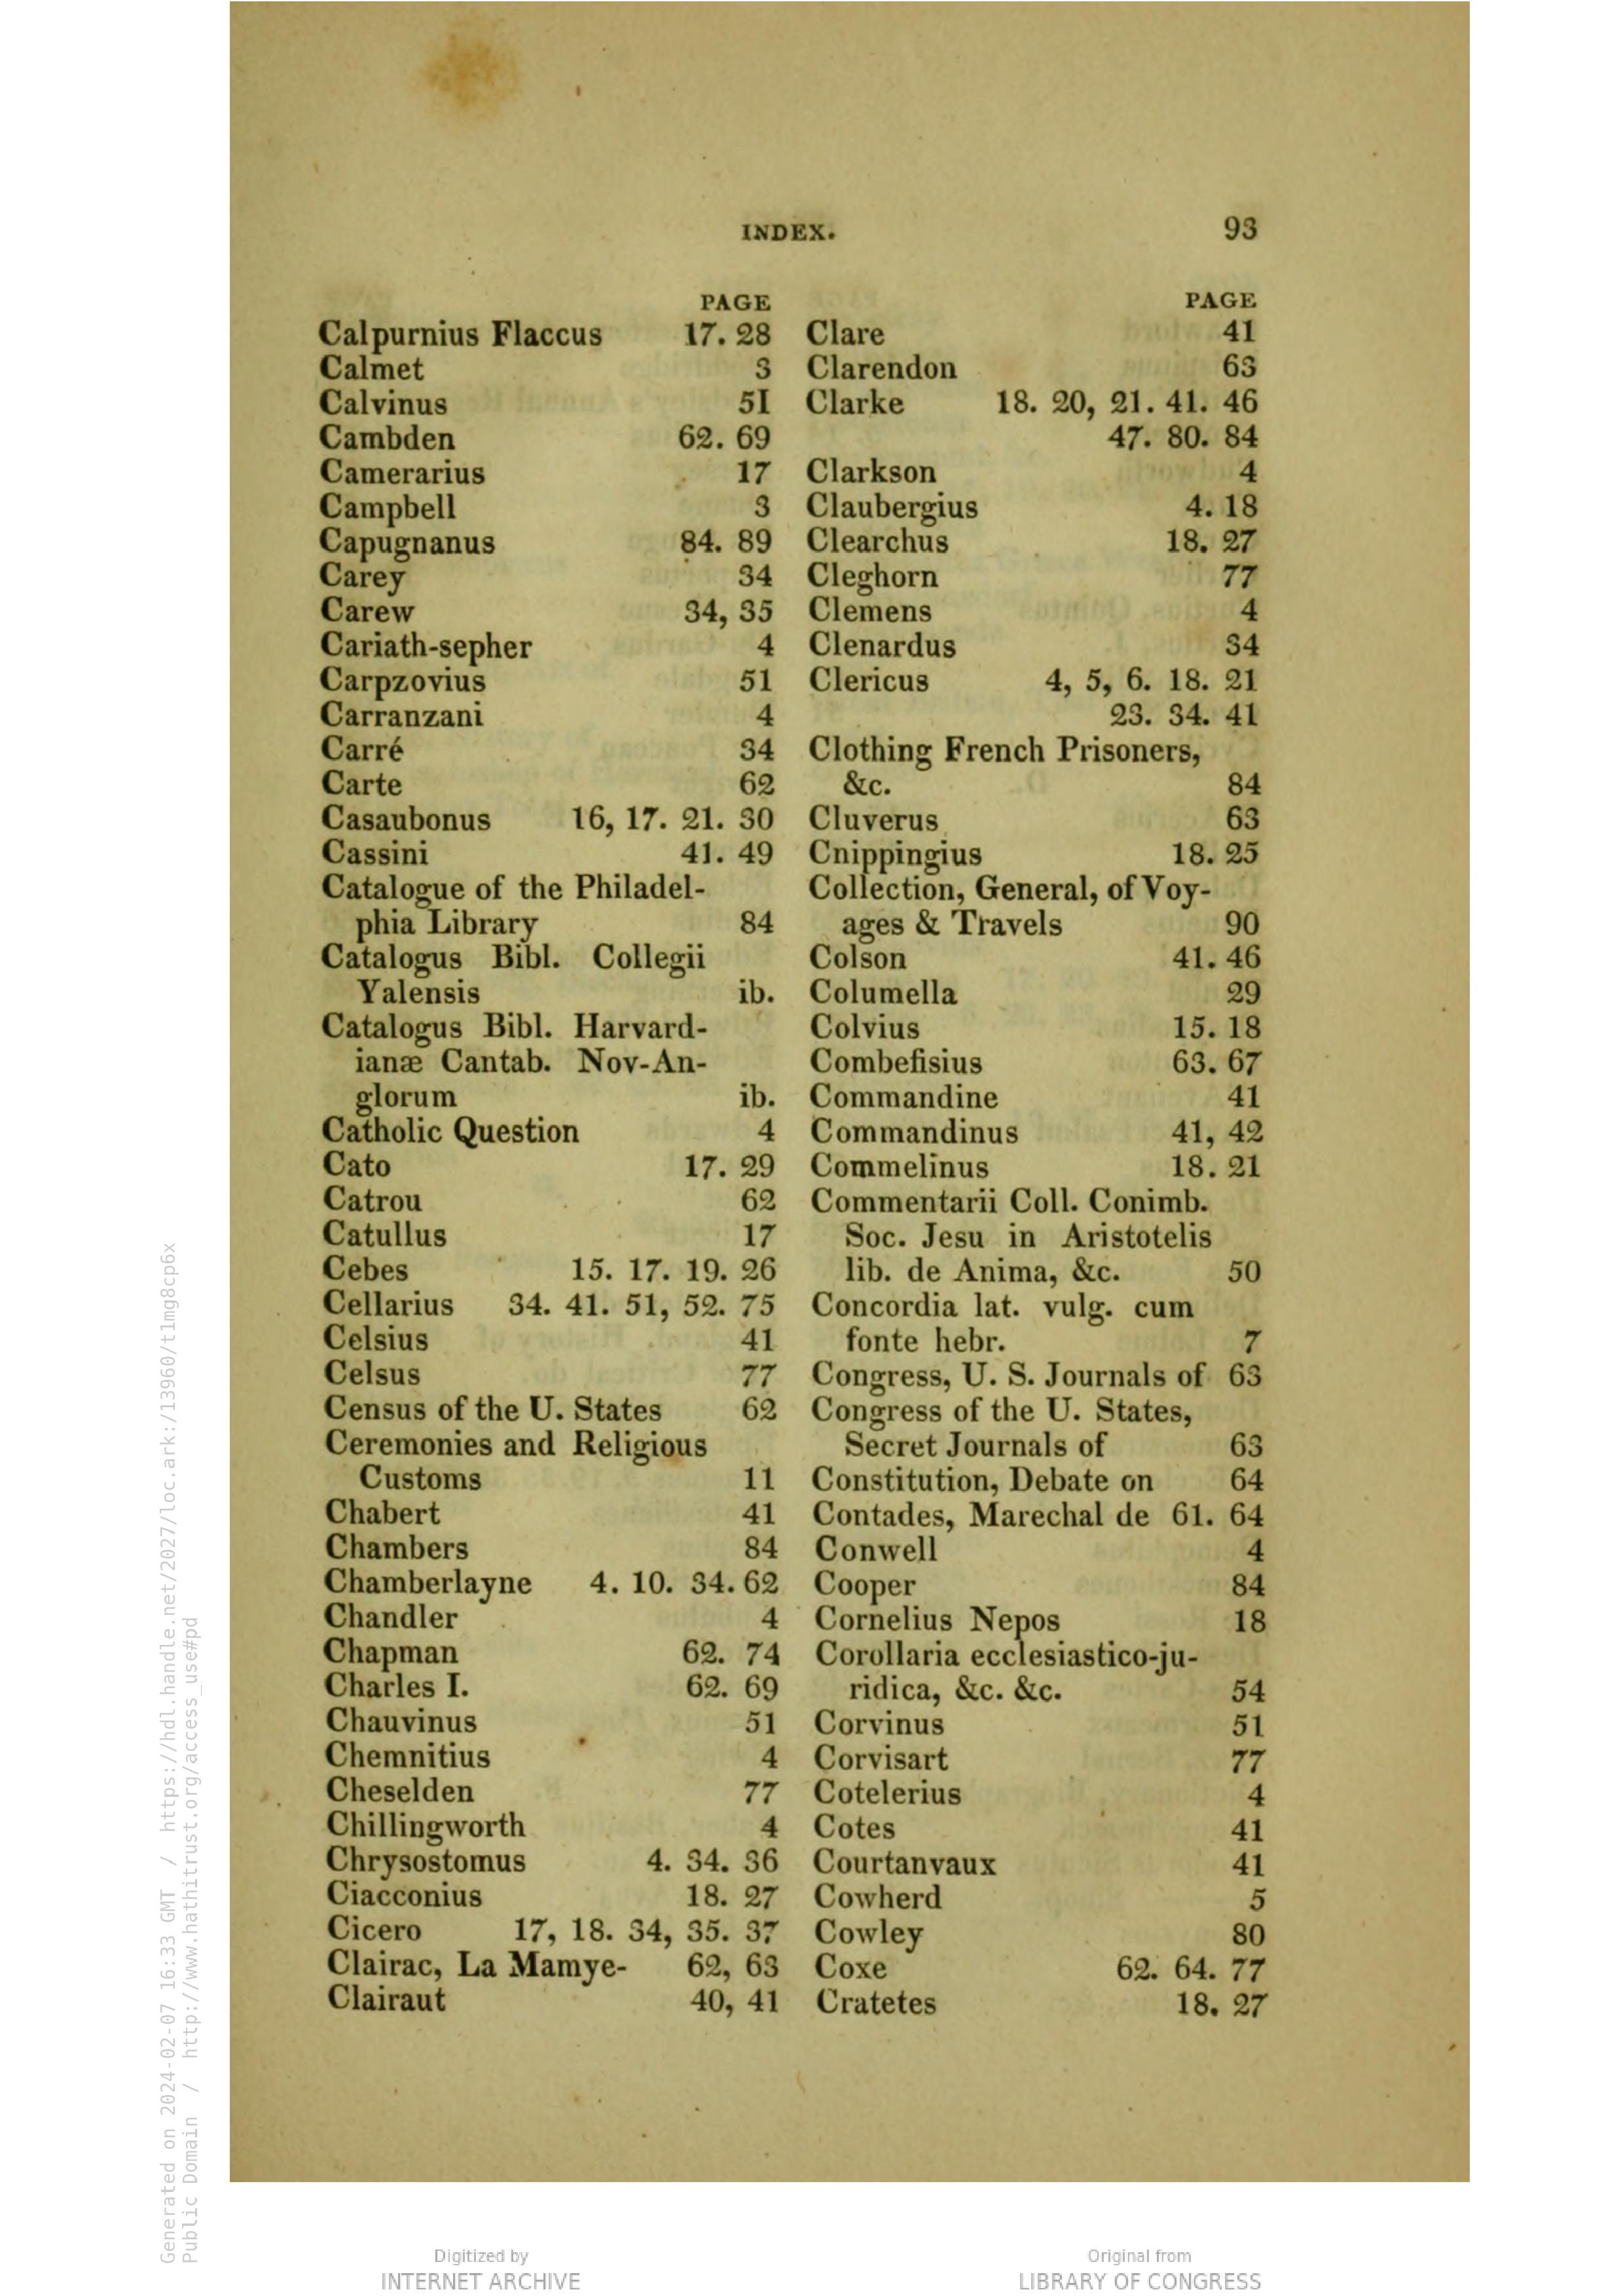 INDEX. 93
PAGE
Calpurnius Flaccus 17. 28
Calmet 3
Calvinus 51
Cambden 62. 69
Camerarius 17
Campbell 3
Capugnanus 84. 89
Carey 34
Carew 34, 35
Cariath-sepher 4
Carpzovius 51
Carranzani 4
Carré 34
Carte 62
Casaubonus 16, 17. 21. 30
Cassini 41. 49
Catalogue of the Philadel-
phia Library 84
Catalogus Bibl. Collegii
Yalensis ib.
Catalogus Bibl. Harvard-
ianæ Cantab. Nov-An-
glorum ib.
Catholic Question 4
Cato 17. 29
Catrou 62
Catullus 17
Cebes 15. 17. 19. 26
Cellarius 34. 41. 51, 52. 75
Celsius 41
Celsus 77
Census of the U. States 62
Ceremonies and Religious
Customs 11
Chabert 41
Chambers 84
Chamberlayne 4. 10. 34. 62
Chandler 4
Chapman 62. 74
Charles I. 62. 69
Chauvinus 51
Chemnitius 4
Cheselden 77
Chillingworth 4
Chrysostomus 4. 34. 36
Ciacconius 18. 27
Cicero 17, 18. 34, 35. 37
Clairac, La Mamye- 62, 63
Clairaut 40, 41
PAGE
Clare 41
Clarendon 63
Clarke 18. 20, 21. 41. 46
47. 80. 84
Clarkson 4
Claubergius 4. 18
Clearchus 18. 27
Cleghorn 77
Clemens 4
Clenardus 34
Clericus 4, 5, 6. 18. 21
23. 34. 41
Clothing French Prisoners,
&c. 84
Cluverus 63
Cnippingius 18. 25
Collection, General, of Voy-
ages & Travels 90
Colson 41. 46
Columella 29
Colvius 15. 18
Combefisius 63. 67
Commandine 41
Commandinus 41, 42
Commelinus 18. 21
Commentarii Coll. Conimb.
Soc. Jesu in Aristotelis
lib. de Anima, &c. 50
Concordia lat. vulg. cum
fonte hebr. 7
Congress, U. S. Journals of 63
Congress of the U. States,
Secret Journals of 63
Constitution, Debate on 64
Contades, Marechal de 61. 64
Conwell 4
Cooper 84
Cornelius Nepos 18
Corollaria ecclesiastico-ju-
ridica, &c. &c. 54
Corvinus 51
Corvisart 77
Cotelerius 4
Cotes 41
Courtanvaux 41
Cowherd 5
Cowley 80
Coxe 62. 64. 77
Cratetes 18. 27
Generated on 2024-02-07 16:33 GMT / https://hdl.handle.net/2027/loc.ark:/13960/t1mg8cp6x
Public Domain / http://www.hathitrust.org/access_use#pd
Digitized by
INTERNET ARCHIVE
Original from
LIBRARY OF CONGRESS